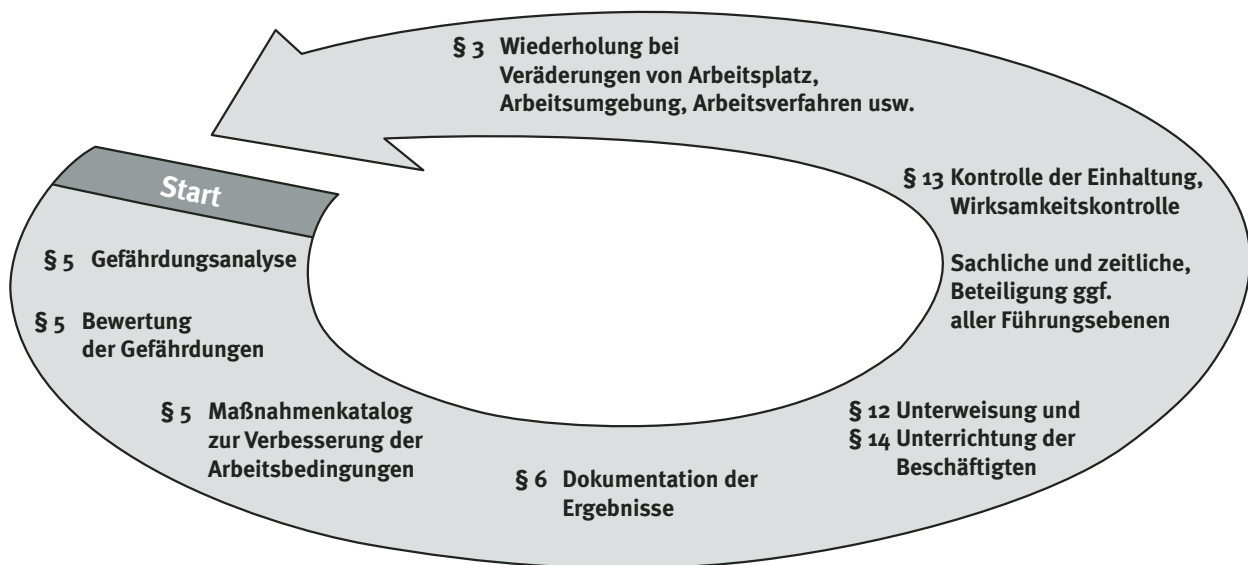 Start
§ 5 Gefährdungsanalyse
§ 5 Bewertung
der Gefährdungen
§ 5 Maßnahmenkatalog
zur Verbesserung der
Arbeitsbedingungen
§ 6 Dokumentation der
Ergebnisse
§ 12 Unterweisung und
§ 14 Unterrichtung der
Beschäftigten
§ 13 Kontrolle der Einhaltung,
Wirksamkeitskontrolle
Sachliche und zeitliche,
Beteiligung ggf.
aller Führungsebenen
§ 3 Wiederholung bei
Veräderungen von Arbeitsplatz,
Arbeitsumgebung, Arbeitsverfahren usw.